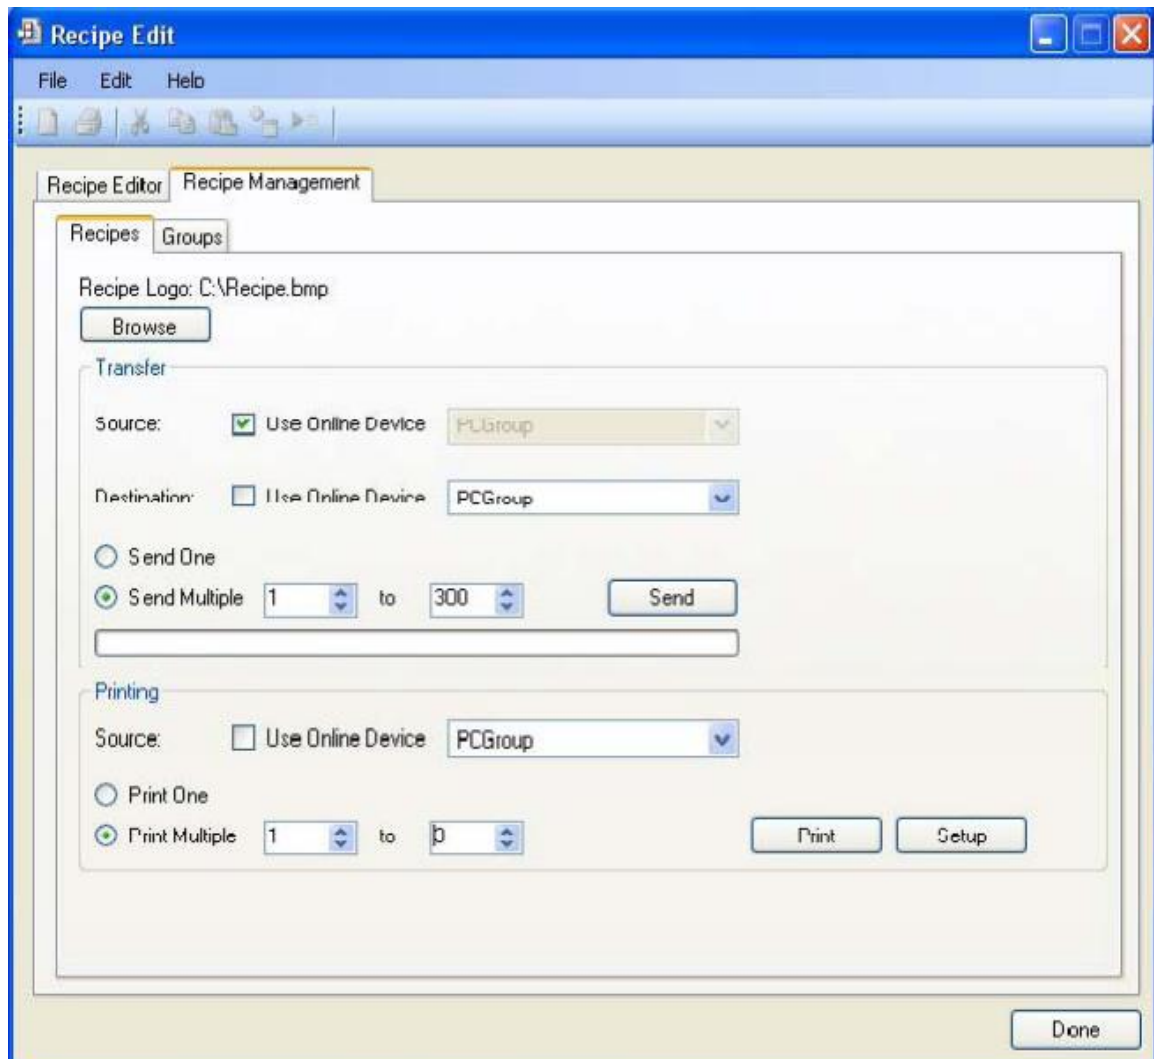 Recipe Edit
File Edit Help
Recipe Editor Recipe Management
Recipes Groups
Recipe Logo: C:\Recipe.bmp
Browse
Transfer
Source: Use Online Device PCGroup
Destination: Use Online Device PCGroup
Send One
Send Multiple 1 to 300 Send
Printing
Source: Use Online Device PCGroup
Print One
Print Multiple 1 to Print Setup
Done